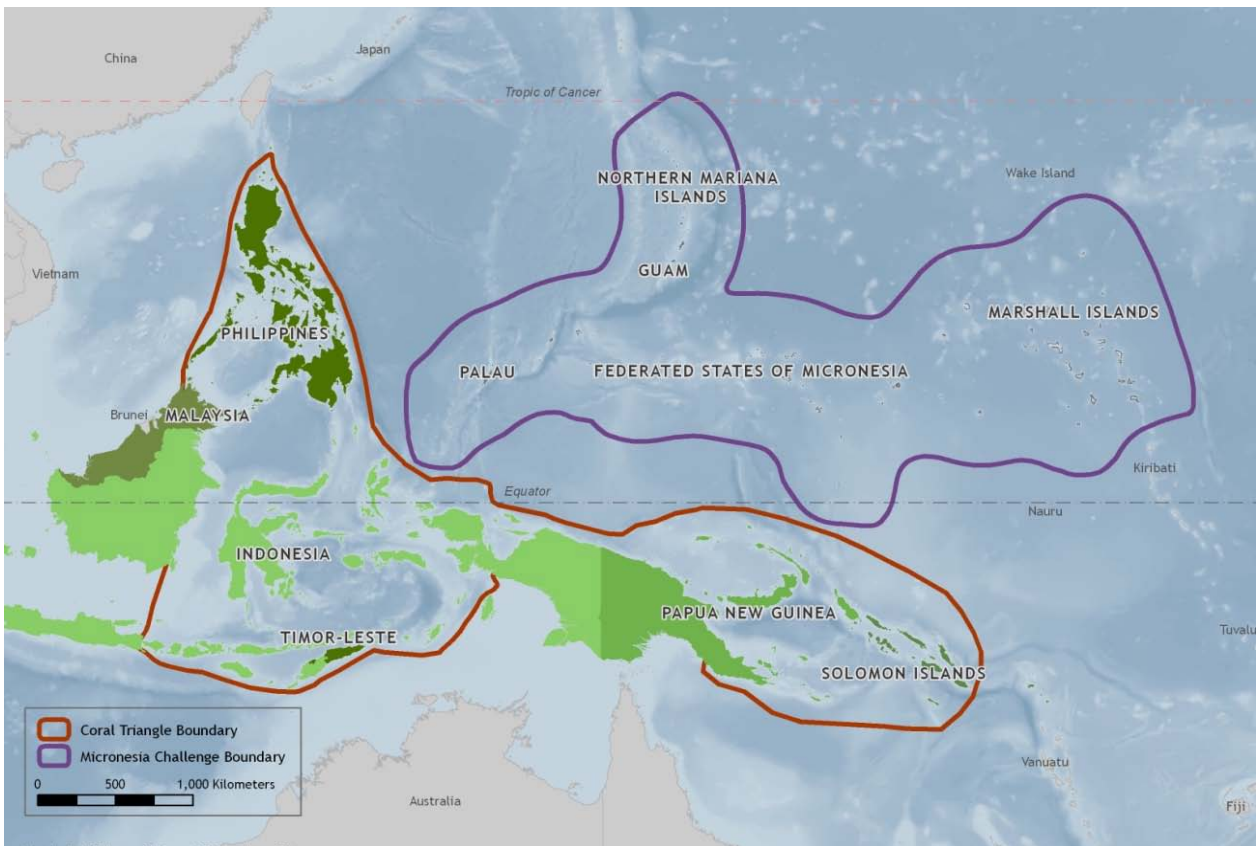 China
Japan
Tropic of Cancer
Wake Island
NORTHERN MARIANA
ISLANDS
Vietnam
GUAM
MARSHALL ISLANDS
PHILIPPINES
PALAU
FEDERATED STATES OF MICRONESIA
Brunei
MALAYSIA
Kiribati
Equator
Nauru
INDONESIA
PAPUA NEW GUINEA
TIMOR-LESTE
Tuvalu
SOLOMON ISLANDS
Coral Triangle Boundary
Micronesia Challenge Boundary
0 500 1,000 Kilometers
Vanuatu
Australia
Fiji